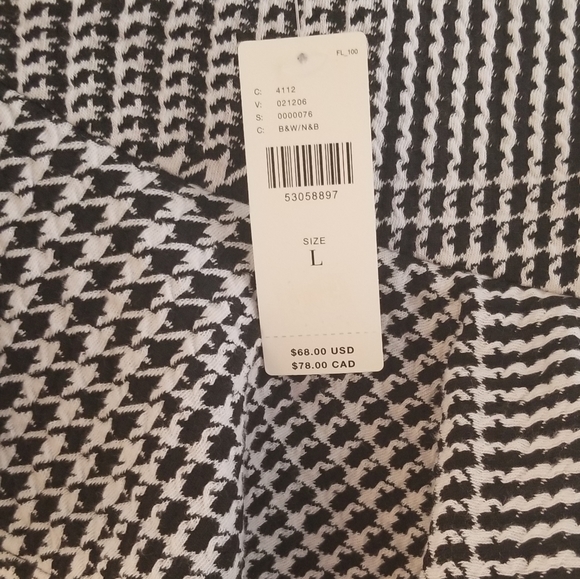 FL_100
C: 4112
V: 021206
S: 0000076
C: B&W/N&B
53058897
SIZE
L
$68.00 USD
$78.00 CAD